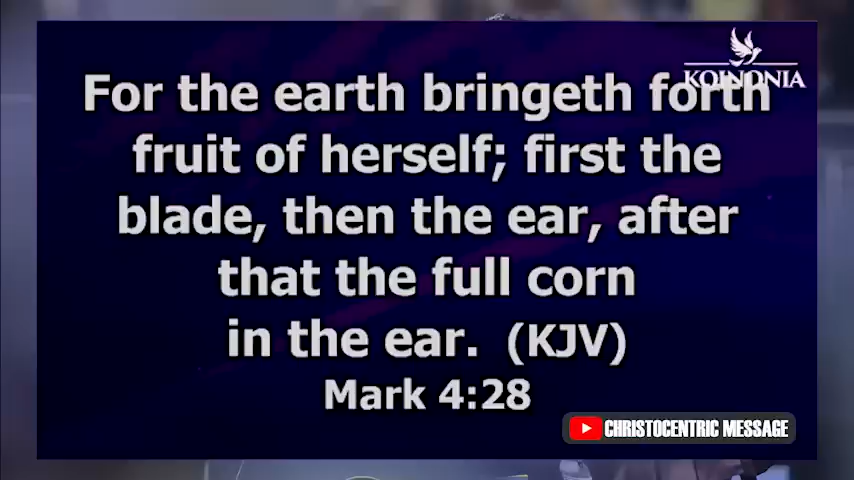 KOINONIA
For the earth bringeth forth
fruit of herself; first the
blade, then the ear, after
that the full corn
in the ear. (KJV)
Mark 4:28
CHRISTOCENTRIC MESSAGE